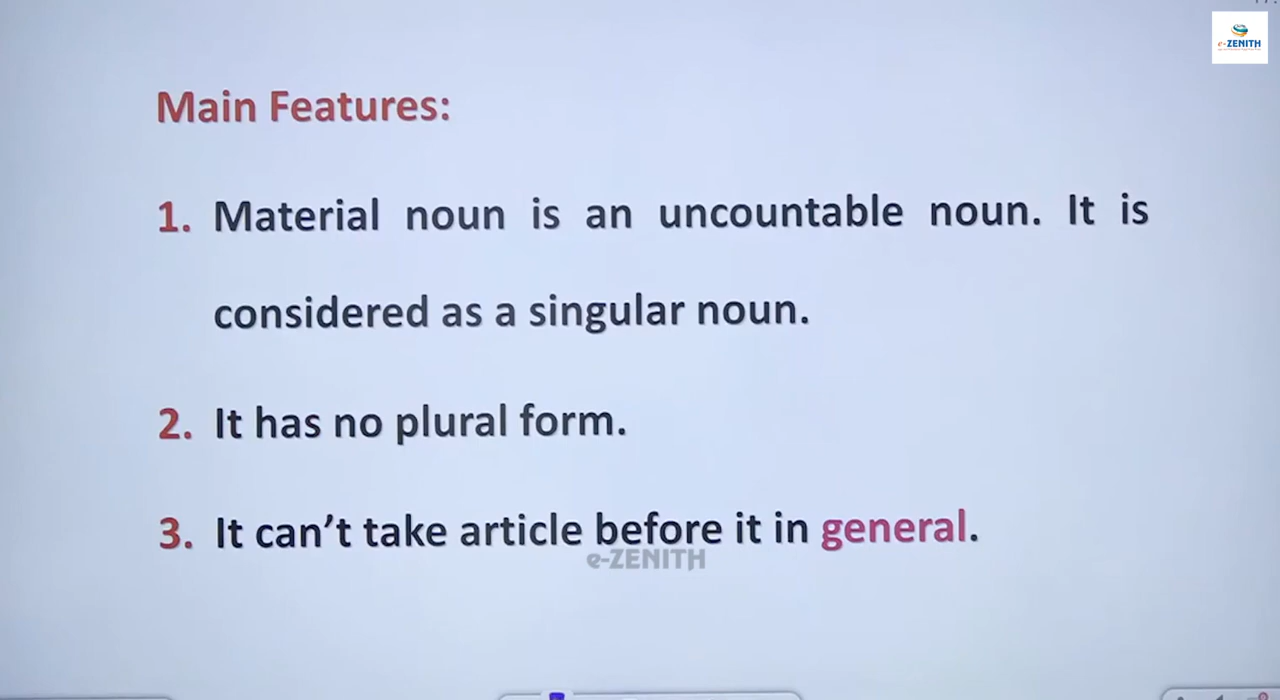 e-ZENITH
Main Features:
1. Material noun is an uncountable noun. It is
considered as a singular noun.
2. It has no plural form.
3. It can’t take article before it in general.
e-ZENITH